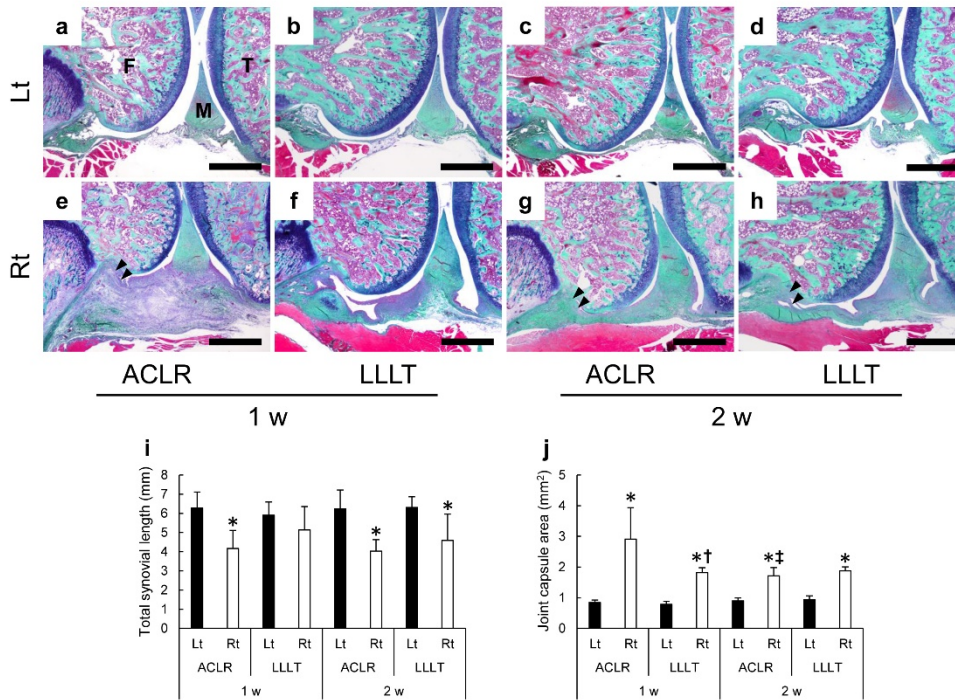 a b c d
Lt
F T M
e f g h
Rt
ACLR LLLT ACLR LLLT
1 w 2 w
i
Total synovial length (mm)
8
7
6
5
4
3
2
1
0
* * *
Lt Rt Lt Rt Lt Rt Lt Rt
ACLR LLLT ACLR LLLT
1 w 2 w
j
Joint capsule area (mm²)
5
4
3
2
1
0
* *† *‡ *
Lt Rt Lt Rt Lt Rt Lt Rt
ACLR LLLT ACLR LLLT
1 w 2 w